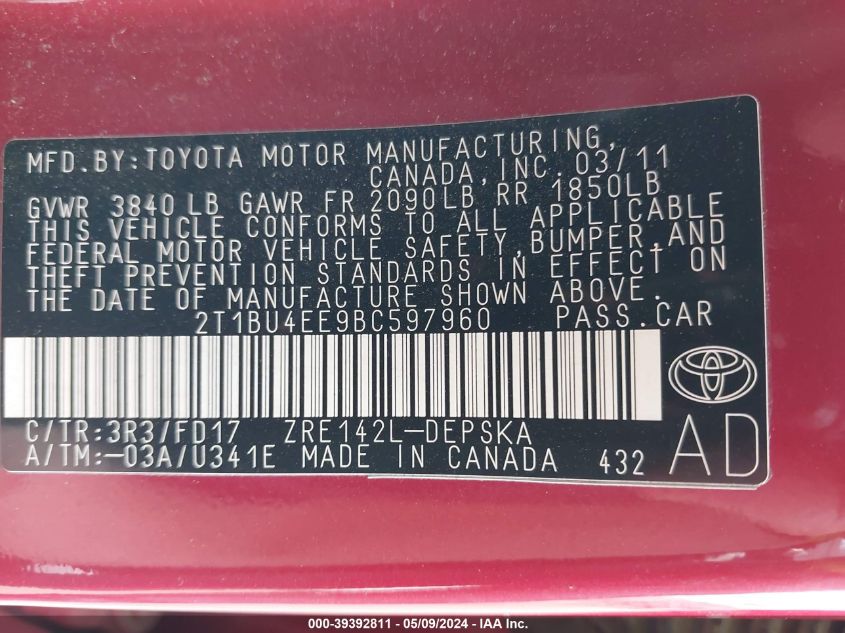 MFD.BY:TOYOTA MOTOR MANUFACTURING,
CANADA,INC. 03/11
GVWR 3840LB GAWR FR 2090LB RR 1850LB
THIS VEHICLE CONFORMS TO ALL APPLICABLE
FEDERAL MOTOR VEHICLE SAFETY,BUMPER,AND
THEFT PREVENTION STANDARDS IN EFFECT ON
THE DATE OF MANUFACTURE SHOWN ABOVE.
2T1BU4EE9BC597960 PASS.CAR
C/TR:3R3/FD17 ZRE142L-DEPSKA
A/TM:-03A/U341E MADE IN CANADA 432 AD
000-39392811 - 05/09/2024 - IAA Inc.